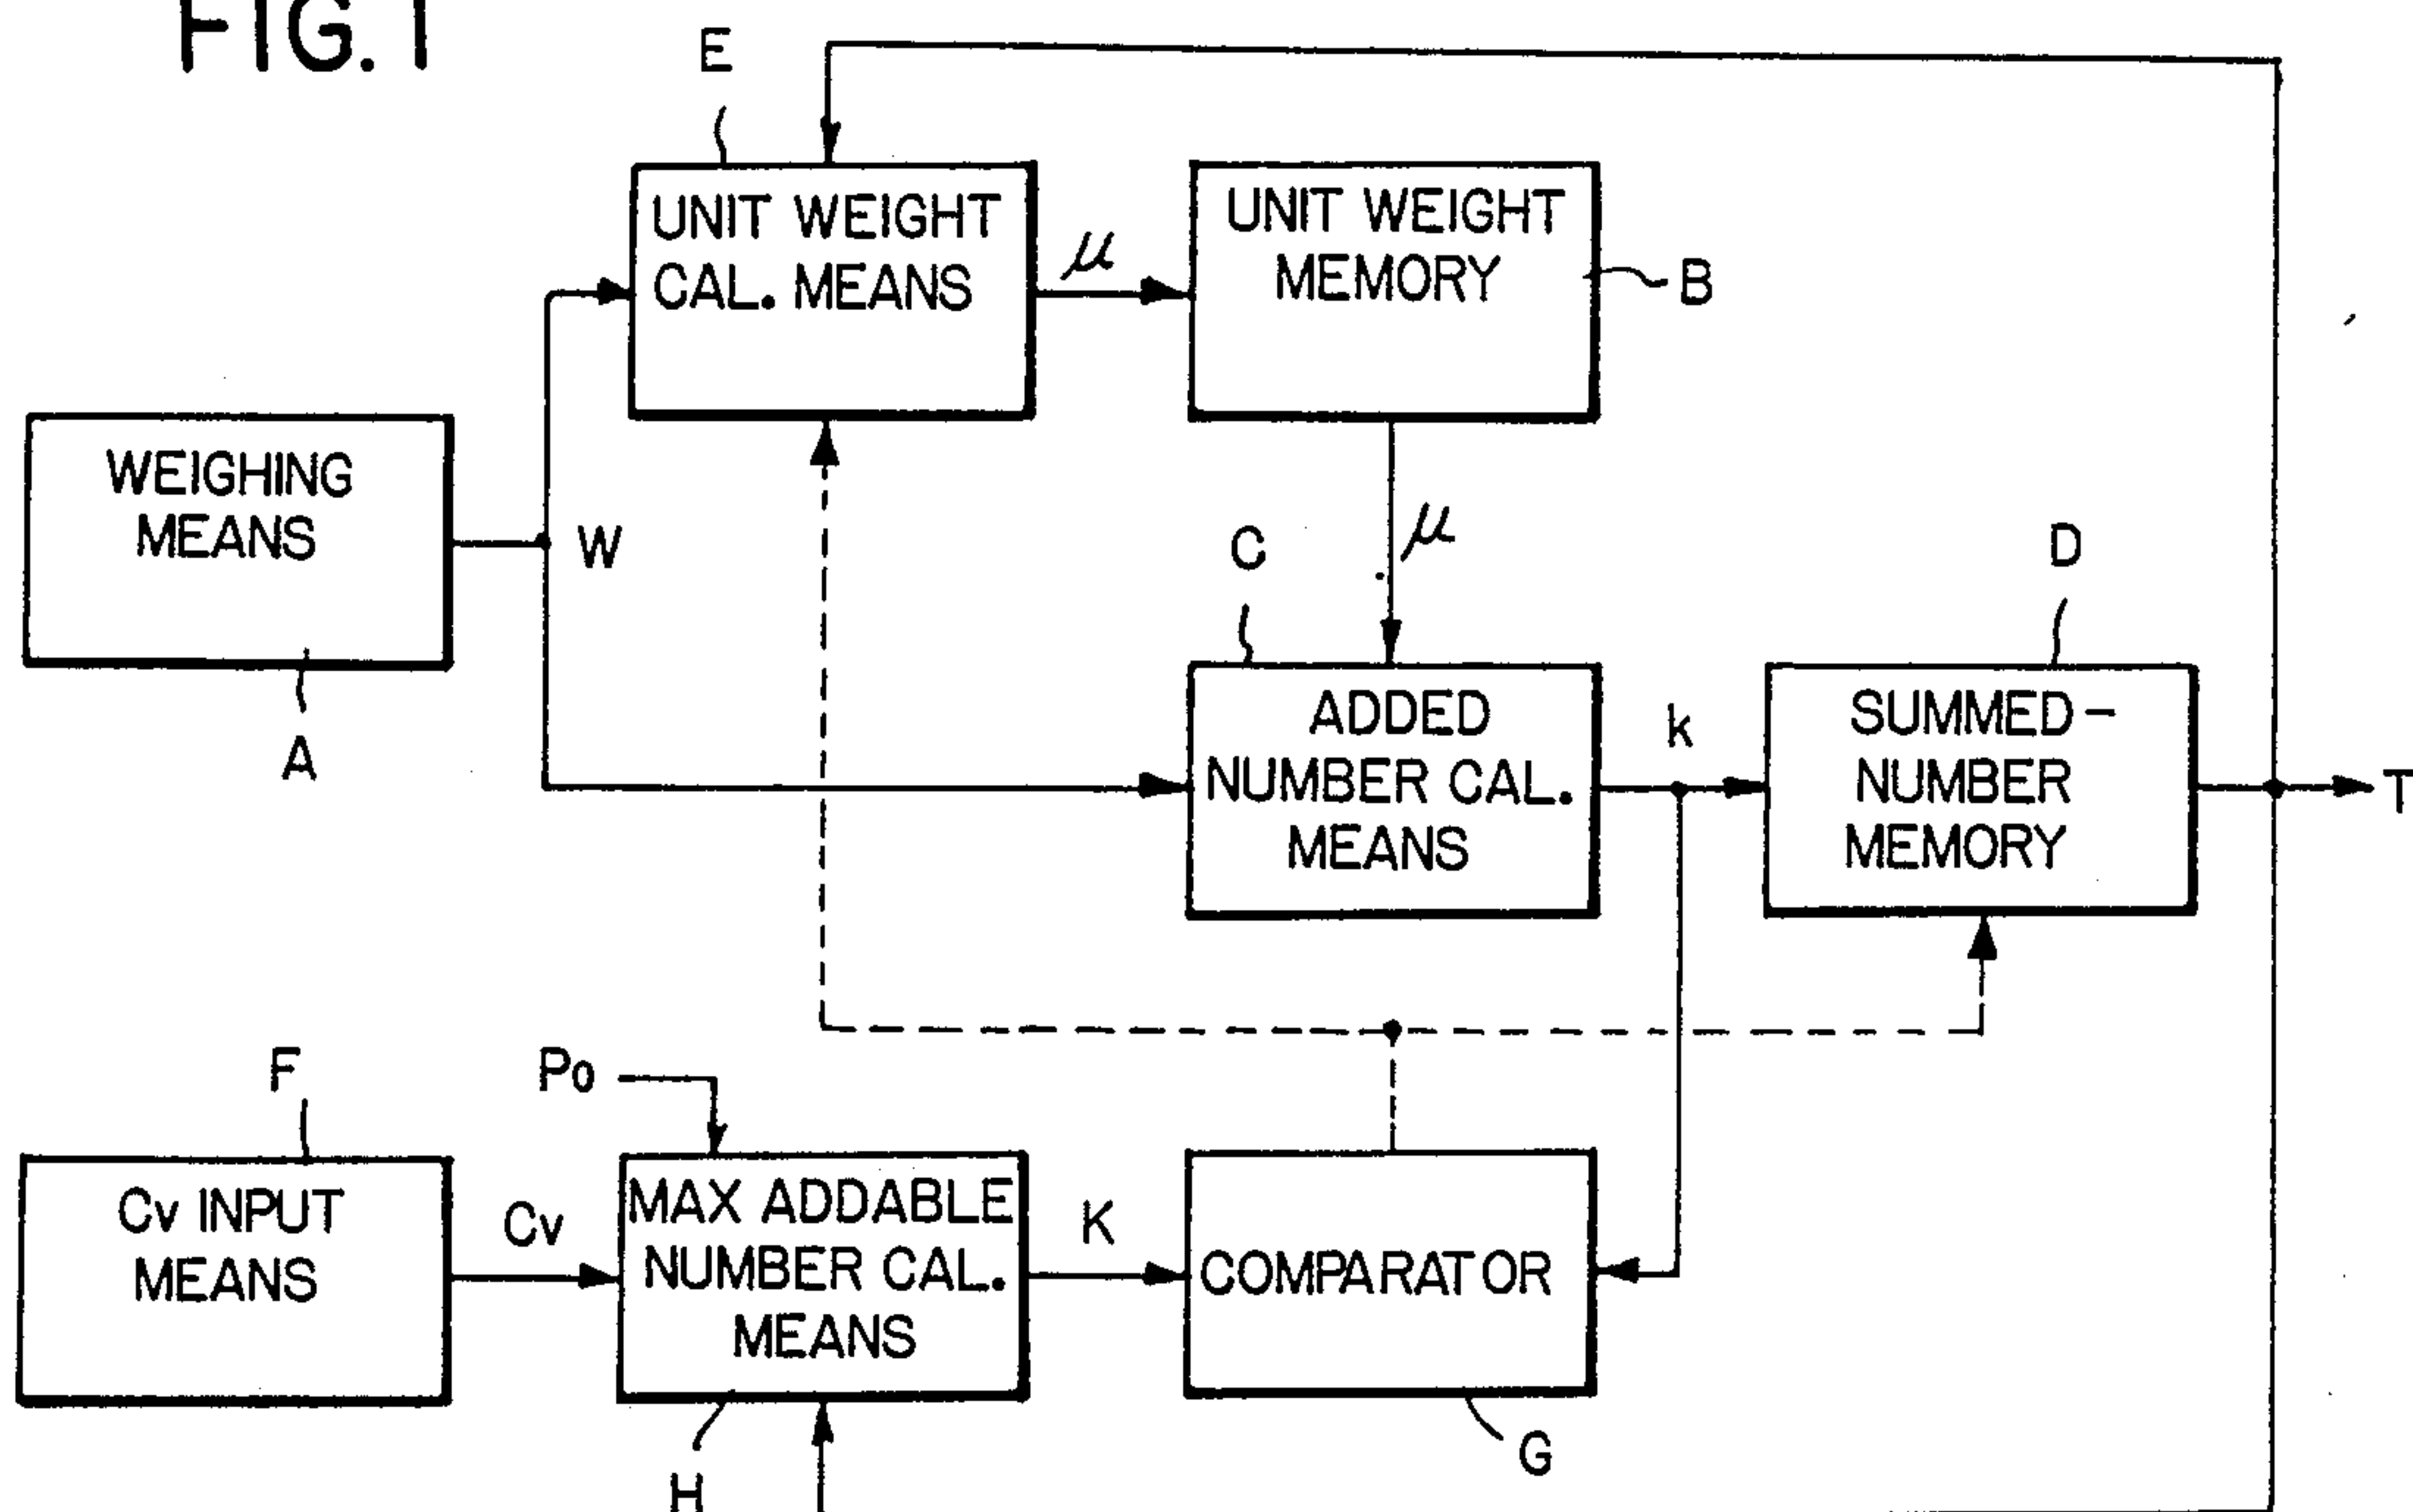 FIG. 1
E
UNIT WEIGHT
CAL. MEANS
μ
UNIT WEIGHT
MEMORY
B
WEIGHING
MEANS
A
W
μ
C
ADDED
NUMBER CAL.
MEANS
k
D
SUMMED-
NUMBER
MEMORY
T
F
Cv INPUT
MEANS
Cv
Po
MAX ADDABLE
NUMBER CAL.
MEANS
H
K
COMPARATOR
G